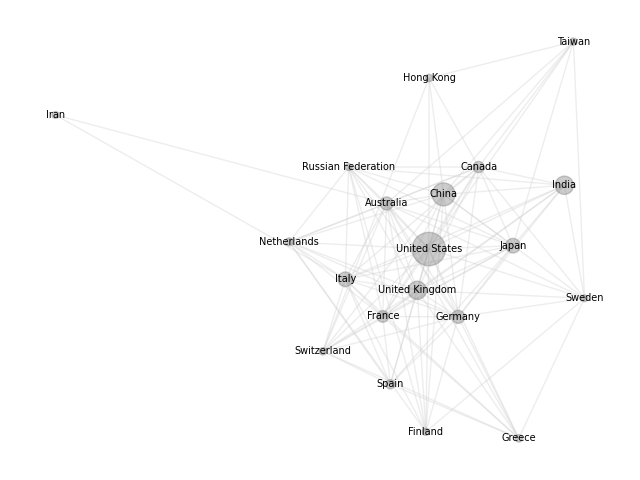 Taiwan
Hong Kong
Iran
Russian Federation
Canada
India
China
Australia
Netherlands
United States
Japan
Italy
United Kingdom
Sweden
France
Germany
Switzerland
Spain
Finland
Greece